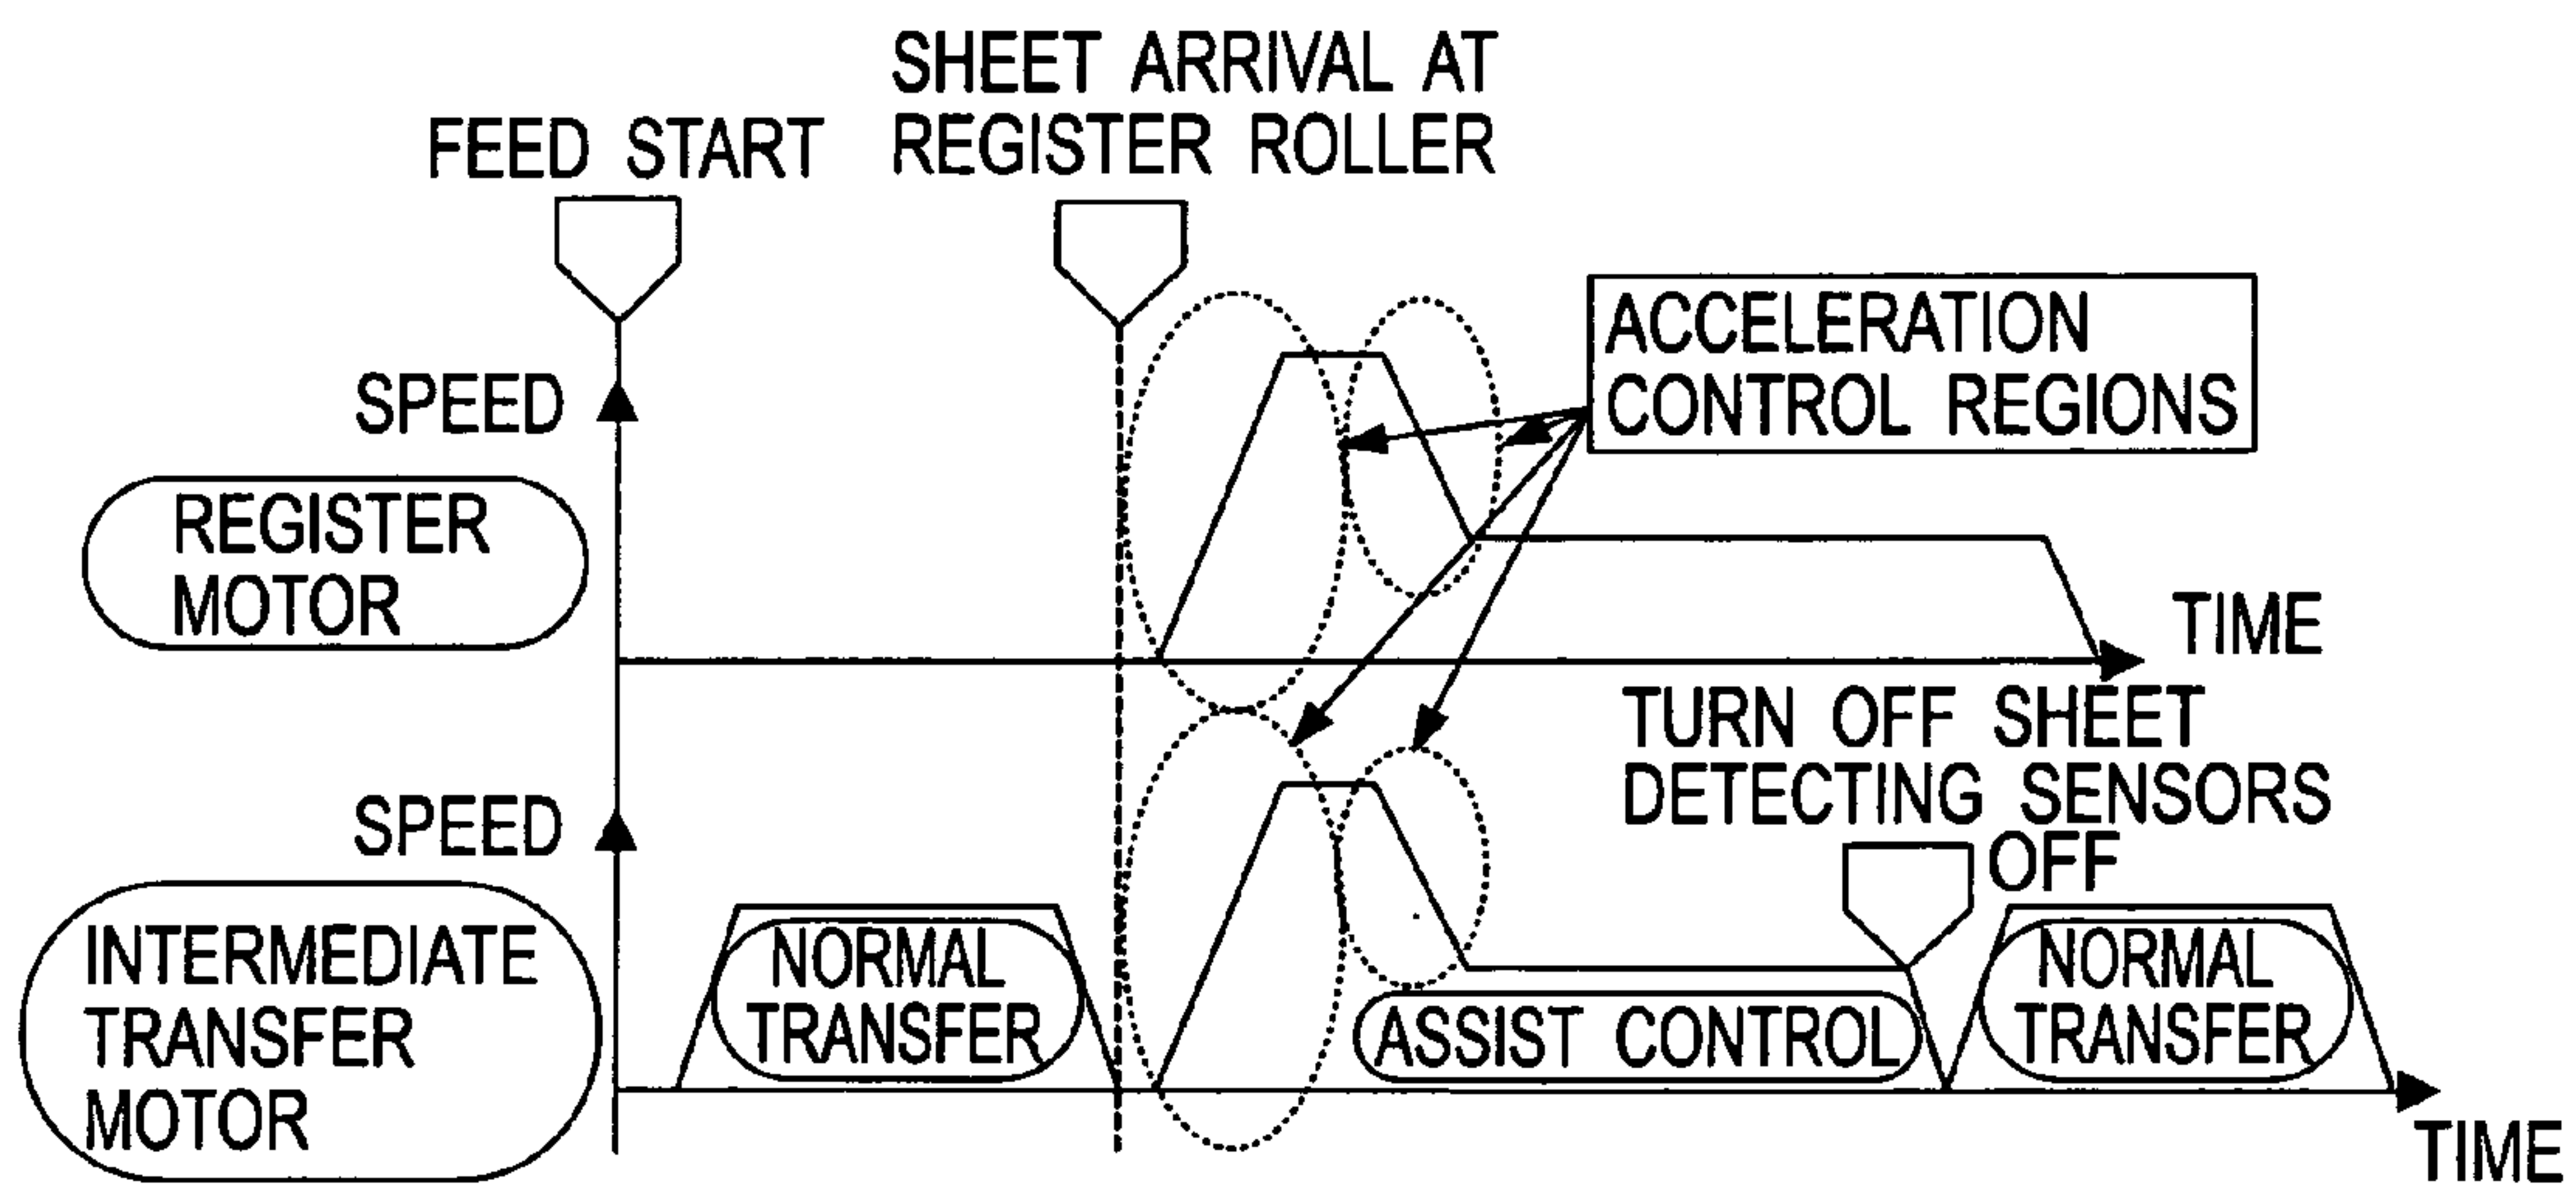 SHEET ARRIVAL AT
REGISTER ROLLER
FEED START
ACCELERATION
CONTROL REGIONS
SPEED
REGISTER
MOTOR
TIME
TURN OFF SHEET
DETECTING SENSORS
OFF
SPEED
INTERMEDIATE
TRANSFER
MOTOR
NORMAL
TRANSFER
ASSIST CONTROL
NORMAL
TRANSFER
TIME